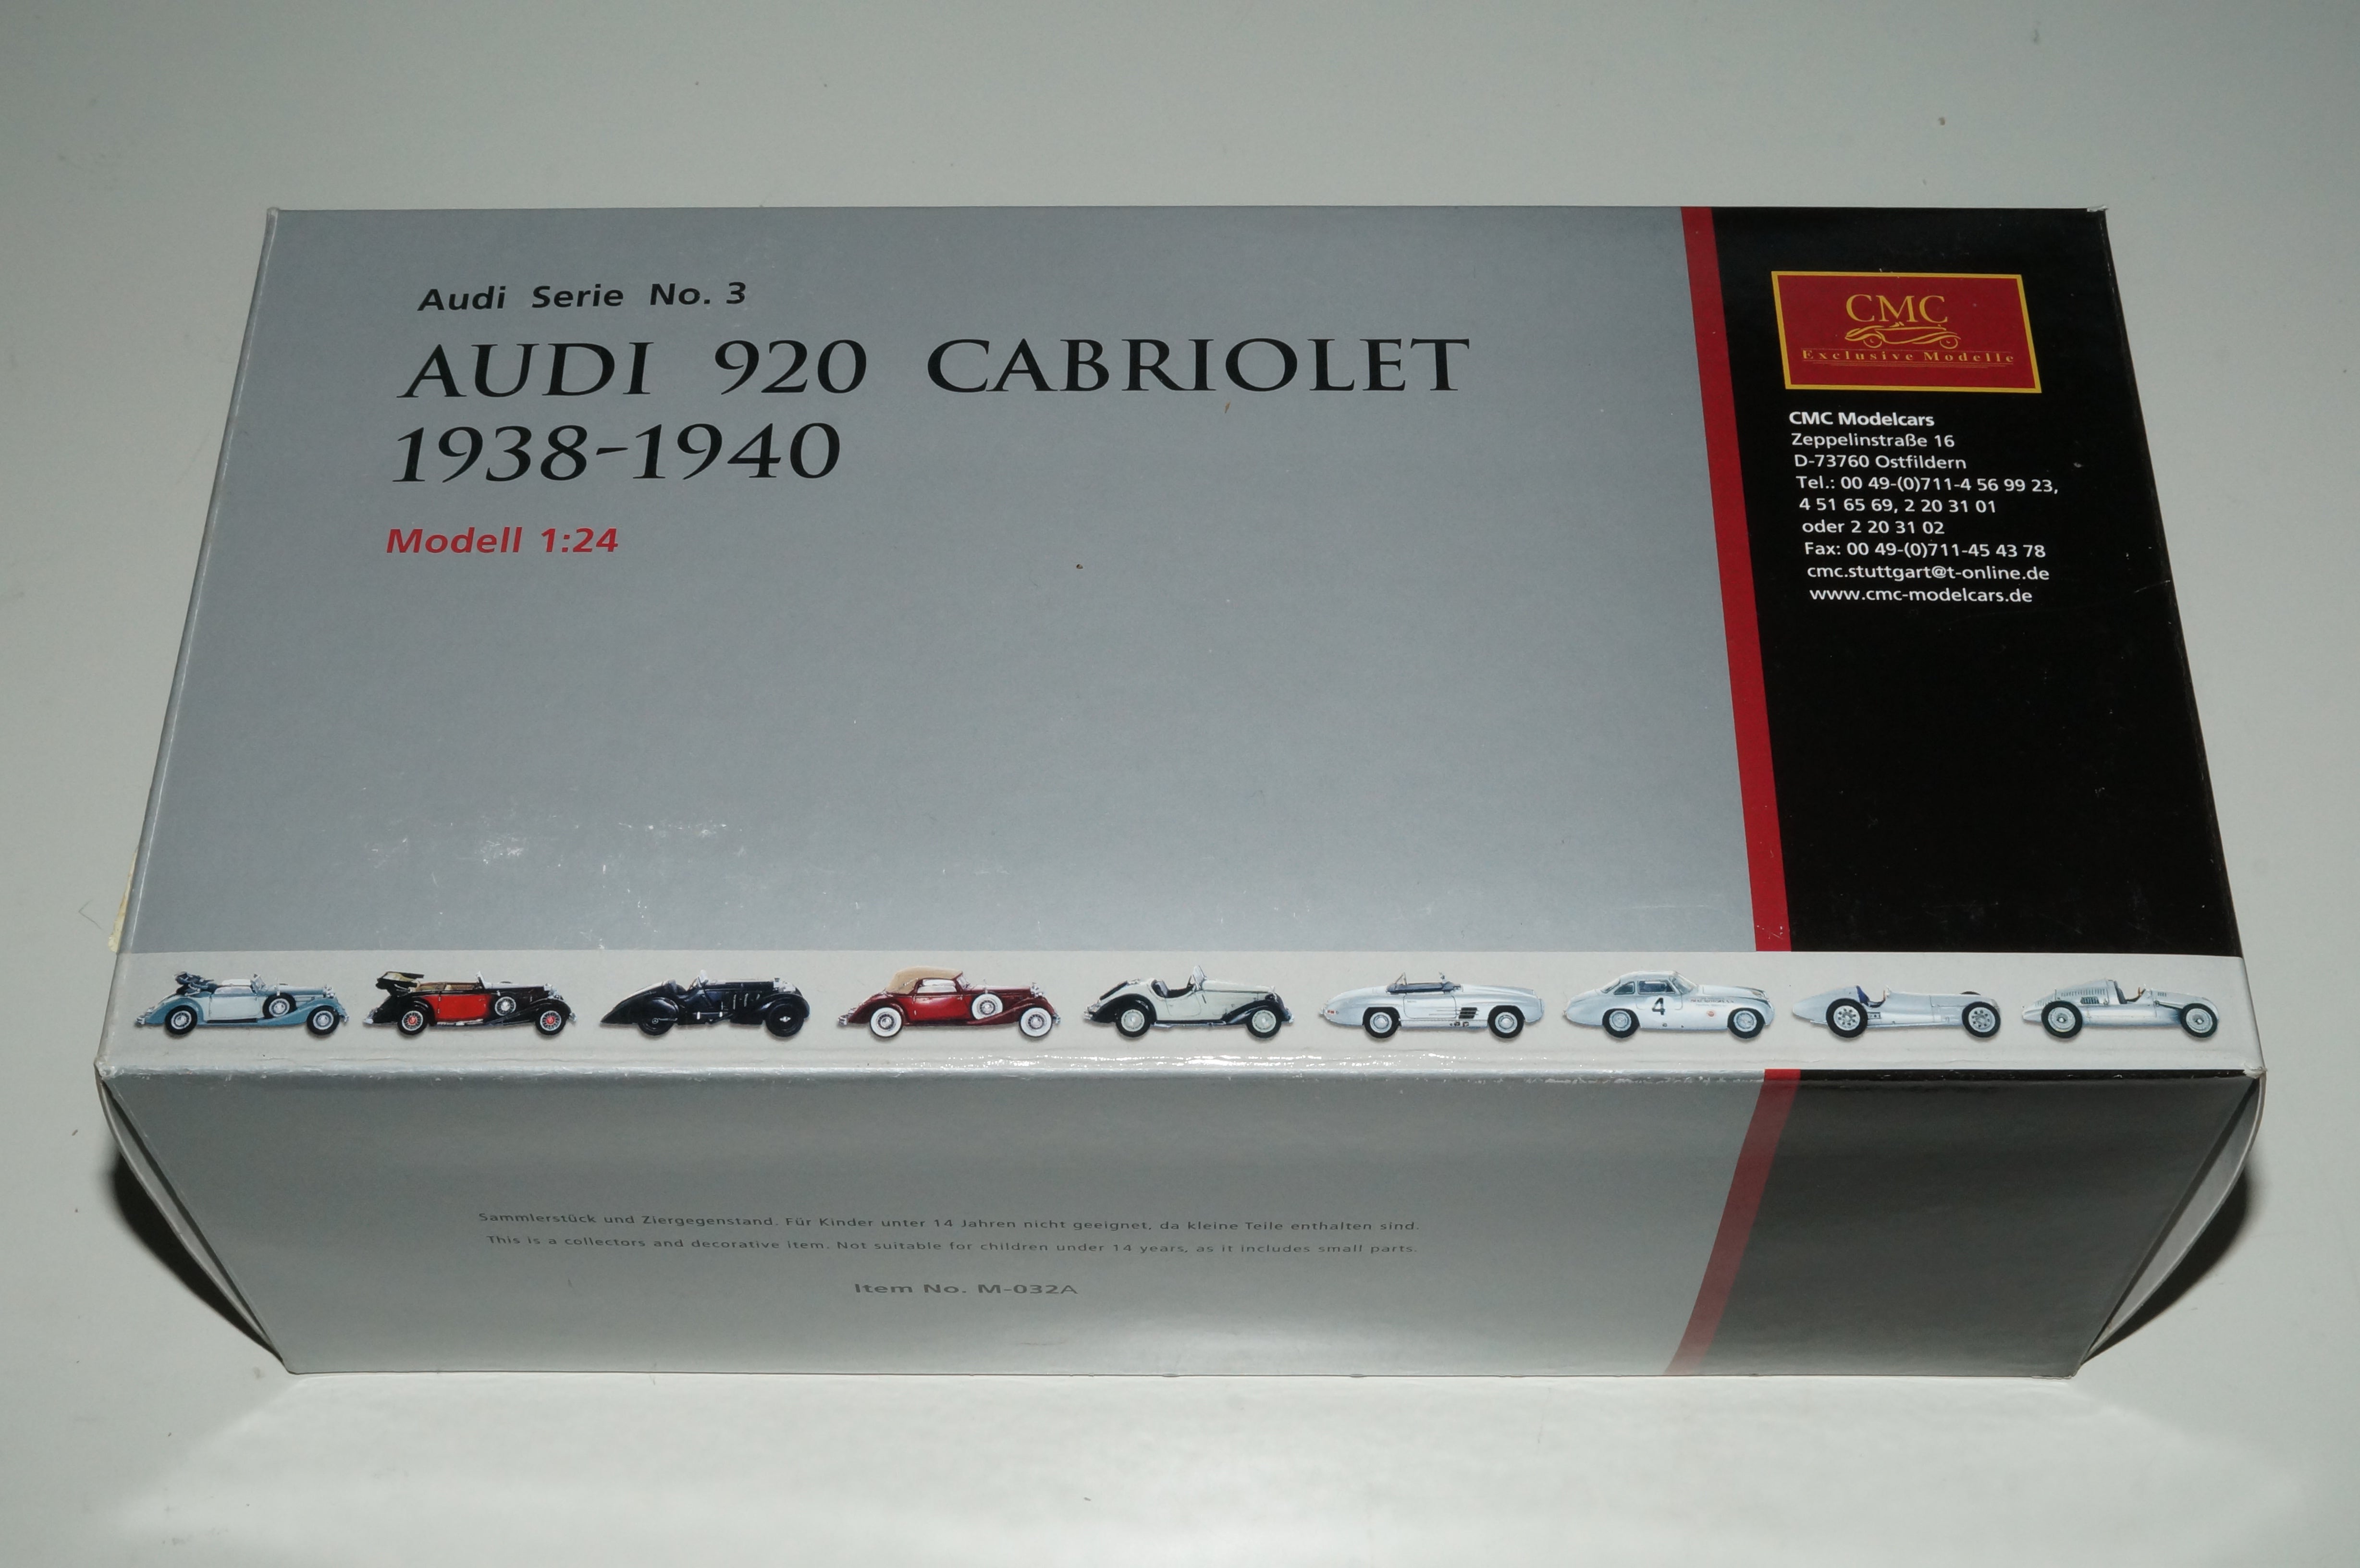 Audi Serie No. 3
AUDI 920 CABRIOLET
1938-1940
Modell 1:24
CMC
Exclusive Modelle
CMC Modelcars
Zeppelinstraße 16
D-73760 Ostfildern
Tel.: 00 49-(0)711-4 56 99 23,
4 51 65 69, 2 20 31 01
oder 2 20 31 02
Fax: 00 49-(0)711-45 43 78
cmc.stuttgart@t-online.de
www.cmc-modelcars.de
4
Sammlerstück und Ziergegenstand. Für Kinder unter 14 Jahren nicht geeignet, da kleine Teile enthalten sind.
This is a collectors and decorative item. Not suitable for children under 14 years, as it includes small parts.
Item No. M-032A